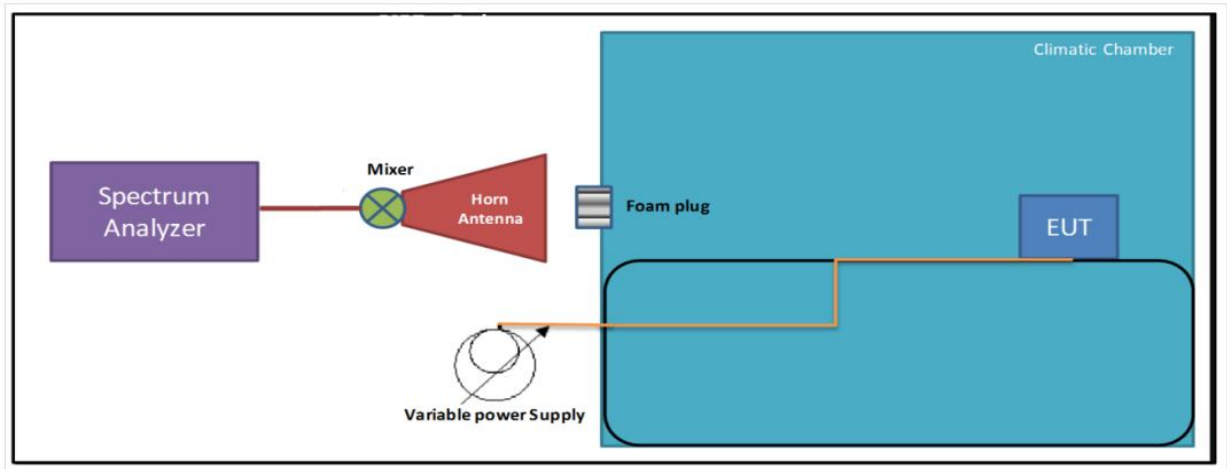 Climatic Chamber
Mixer
Spectrum
Analyzer
Horn
Antenna
Foam plug
EUT
Variable power Supply